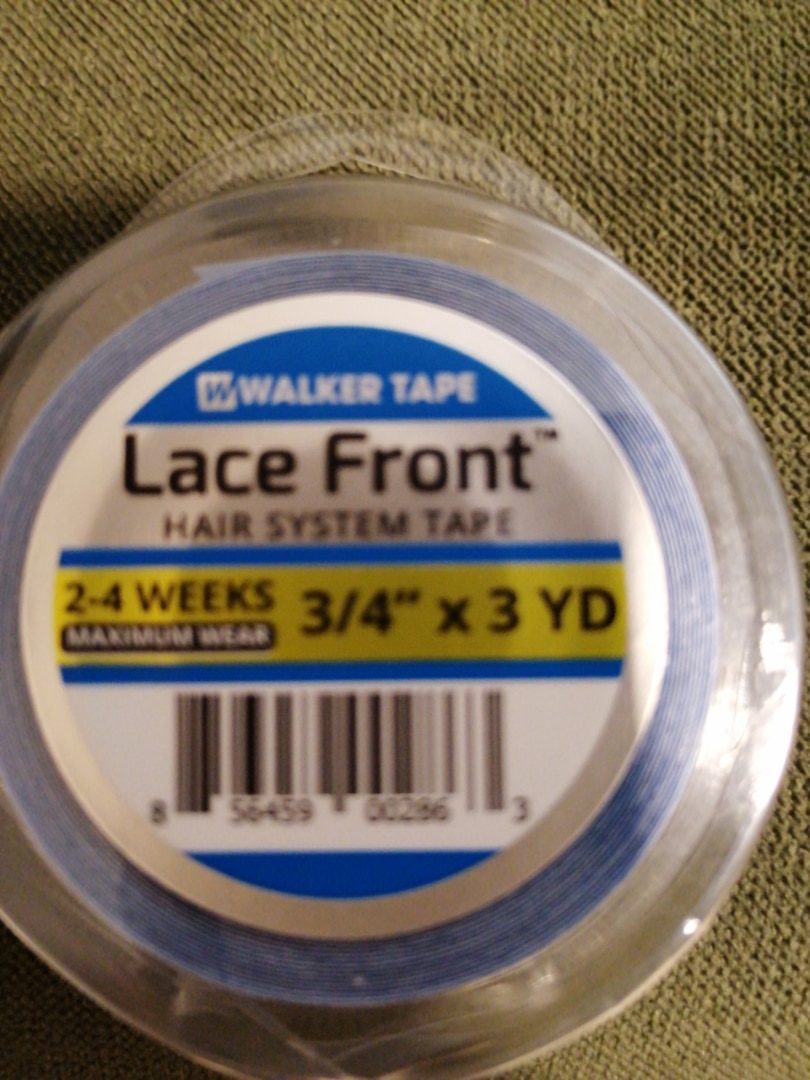 W WALKER TAPE
Lace Front™
HAIR SYSTEM TAPE
2-4 WEEKS
MAXIMUM WEAR
3/4" x 3 YD
8 56459 00286 3